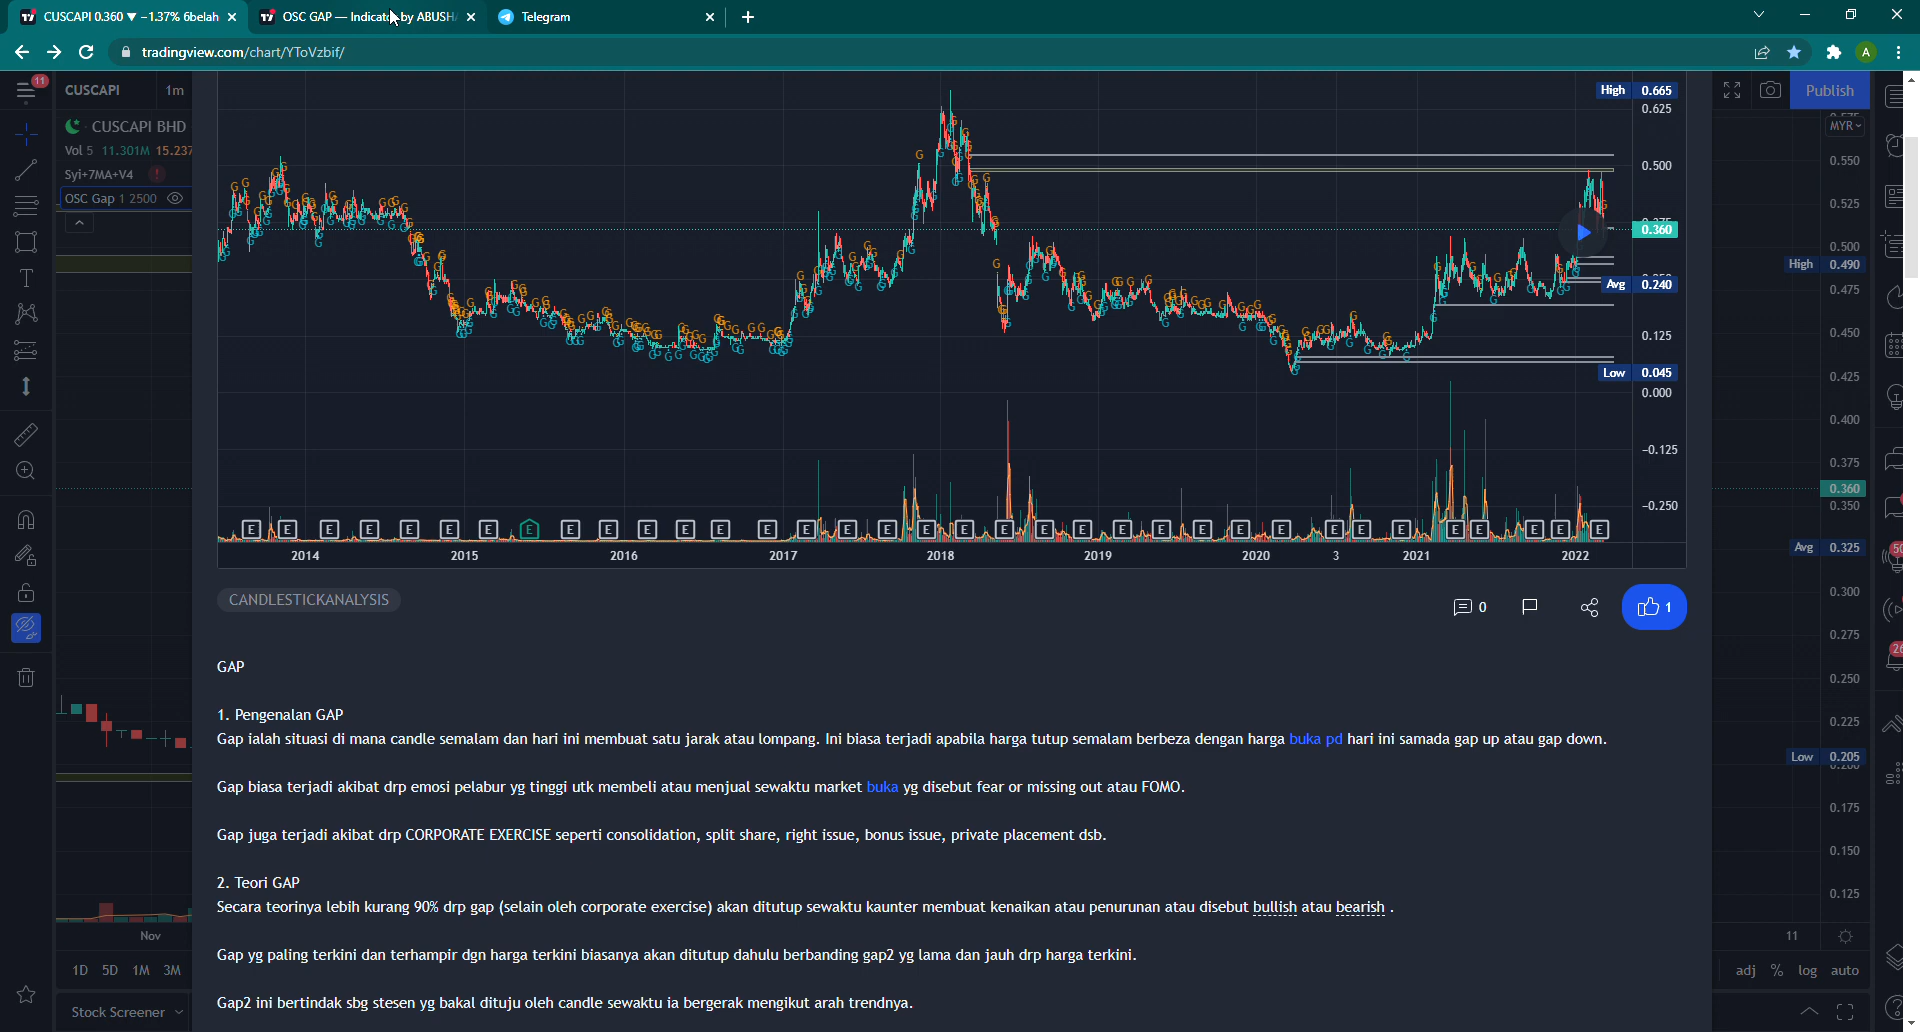 CUSCAPI 0.360 ▼ −1.37% 6belah
OSC GAP — Indicator by ABUSHA
Telegram
tradingview.com/chart/YToVzbif/
A
11
CUSCAPI
1m
Publish
CUSCAPI BHD
Vol 5 11.301M 15.237
Syi+7MA+V4
OSC Gap 1 2500
High 0.665
0.625
0.500
0.375
0.360
0.250
Avg 0.240
0.125
Low 0.045
0.000
−0.125
−0.250
2014 2015 2016 2017 2018 2019 2020 3 2021 2022
MYR
0.575
0.550
0.525
0.500
High 0.490
0.475
0.450
0.425
0.400
0.375
0.360
0.350
Avg 0.325
0.300
0.275
0.250
0.225
Low 0.205
0.200
0.175
0.150
0.125
CANDLESTICKANALYSIS
0
1
GAP
1. Pengenalan GAP
Gap ialah situasi di mana candle semalam dan hari ini membuat satu jarak atau lompang. Ini biasa terjadi apabila harga tutup semalam berbeza dengan harga buka pd hari ini samada gap up atau gap down.
Gap biasa terjadi akibat drp emosi pelabur yg tinggi utk membeli atau menjual sewaktu market buka yg disebut fear or missing out atau FOMO.
Gap juga terjadi akibat drp CORPORATE EXERCISE seperti consolidation, split share, right issue, bonus issue, private placement dsb.
2. Teori GAP
Secara teorinya lebih kurang 90% drp gap (selain oleh corporate exercise) akan ditutup sewaktu kaunter membuat kenaikan atau penurunan atau disebut bullish atau bearish .
Gap yg paling terkini dan terhampir dgn harga terkini biasanya akan ditutup dahulu berbanding gap2 yg lama dan jauh drp harga terkini.
Gap2 ini bertindak sbg stesen yg bakal dituju oleh candle sewaktu ia bergerak mengikut arah trendnya.
Nov
11
1D 5D 1M 3M
adj % log auto
Stock Screener